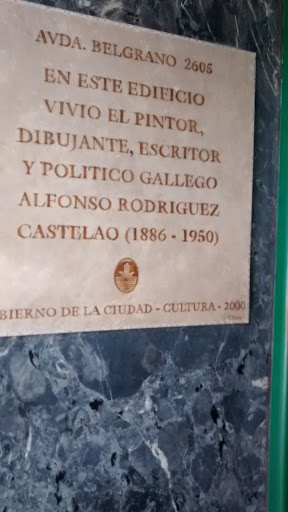 AVDA. BELGRANO 2605
EN ESTE EDIFICIO
VIVIO EL PINTOR,
DIBUJANTE, ESCRITOR
Y POLITICO GALLEGO
ALFONSO RODRIGUEZ
CASTELAO (1886 - 1950)
BIERNO DE LA CIUDAD - CULTURA - 2000